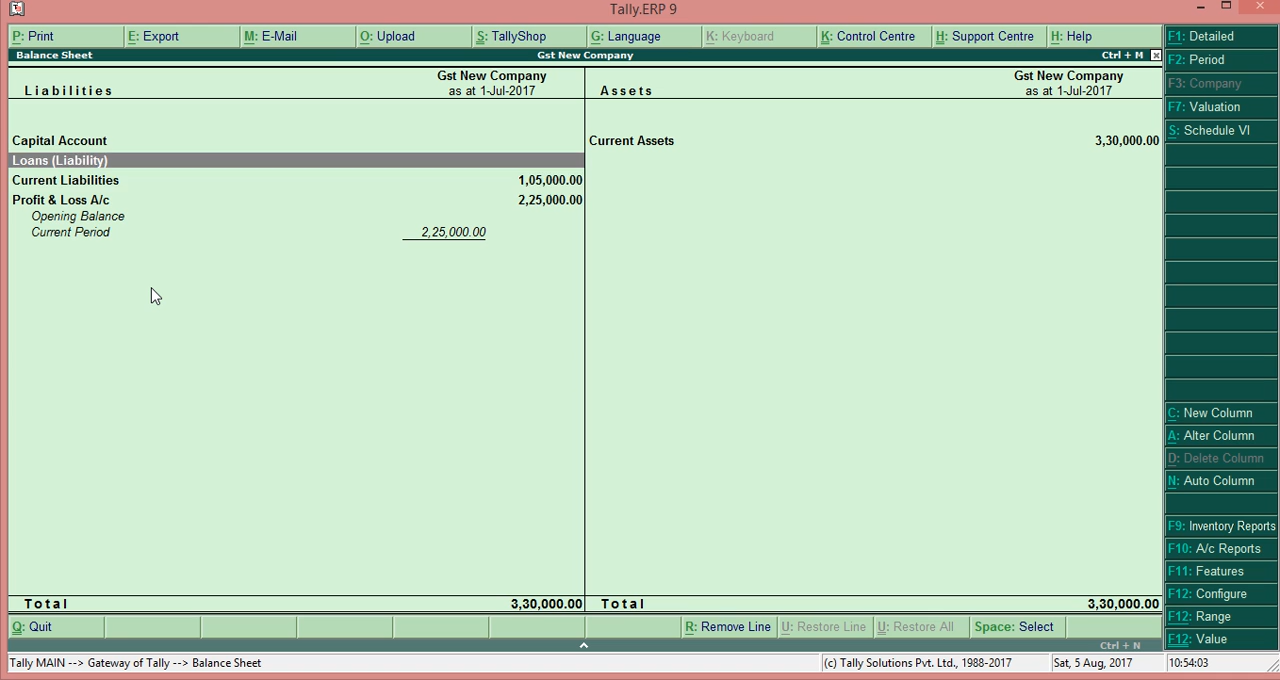 Tally.ERP 9
P: Print E: Export M: E-Mail O: Upload S: TallyShop G: Language K: Keyboard K: Control Centre H: Support Centre H: Help
Balance Sheet Gst New Company Ctrl + M
Gst New Company Gst New Company
Liabilities as at 1-Jul-2017 Assets as at 1-Jul-2017
Capital Account Current Assets 3,30,000.00
Loans (Liability)
Current Liabilities 1,05,000.00
Profit & Loss A/c 2,25,000.00
Opening Balance
Current Period 2,25,000.00
Total 3,30,000.00 Total 3,30,000.00
Q: Quit R: Remove Line U: Restore Line U: Restore All Space: Select
Ctrl + N
Tally MAIN --> Gateway of Tally --> Balance Sheet (c) Tally Solutions Pvt. Ltd., 1988-2017 Sat, 5 Aug, 2017 10:54:03
F1: Detailed
F2: Period
F3: Company
F7: Valuation
S: Schedule VI
C: New Column
A: Alter Column
D: Delete Column
N: Auto Column
F9: Inventory Reports
F10: A/c Reports
F11: Features
F12: Configure
F12: Range
F12: Value